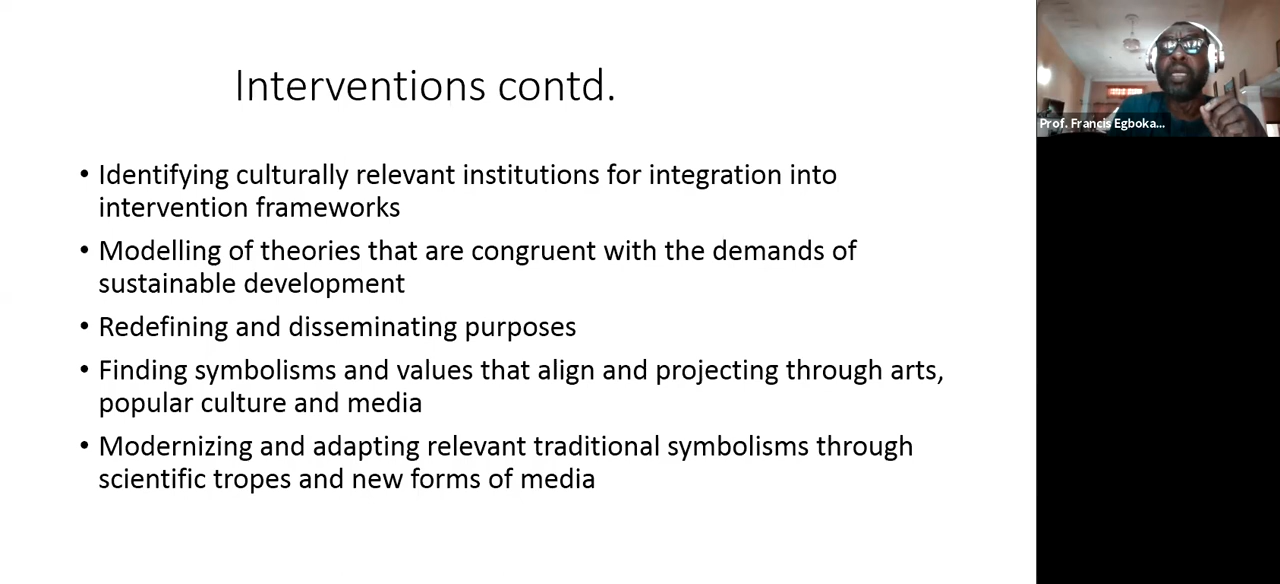 Interventions contd.
• Identifying culturally relevant institutions for integration into
intervention frameworks
• Modelling of theories that are congruent with the demands of
sustainable development
• Redefining and disseminating purposes
• Finding symbolisms and values that align and projecting through arts,
popular culture and media
• Modernizing and adapting relevant traditional symbolisms through
scientific tropes and new forms of media
Prof. Francis Egboka...